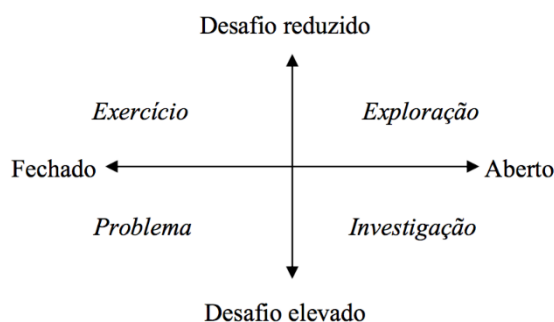 Desafio reduzido
Exercício Exploração
Fechado Aberto
Problema Investigação
Desafio elevado